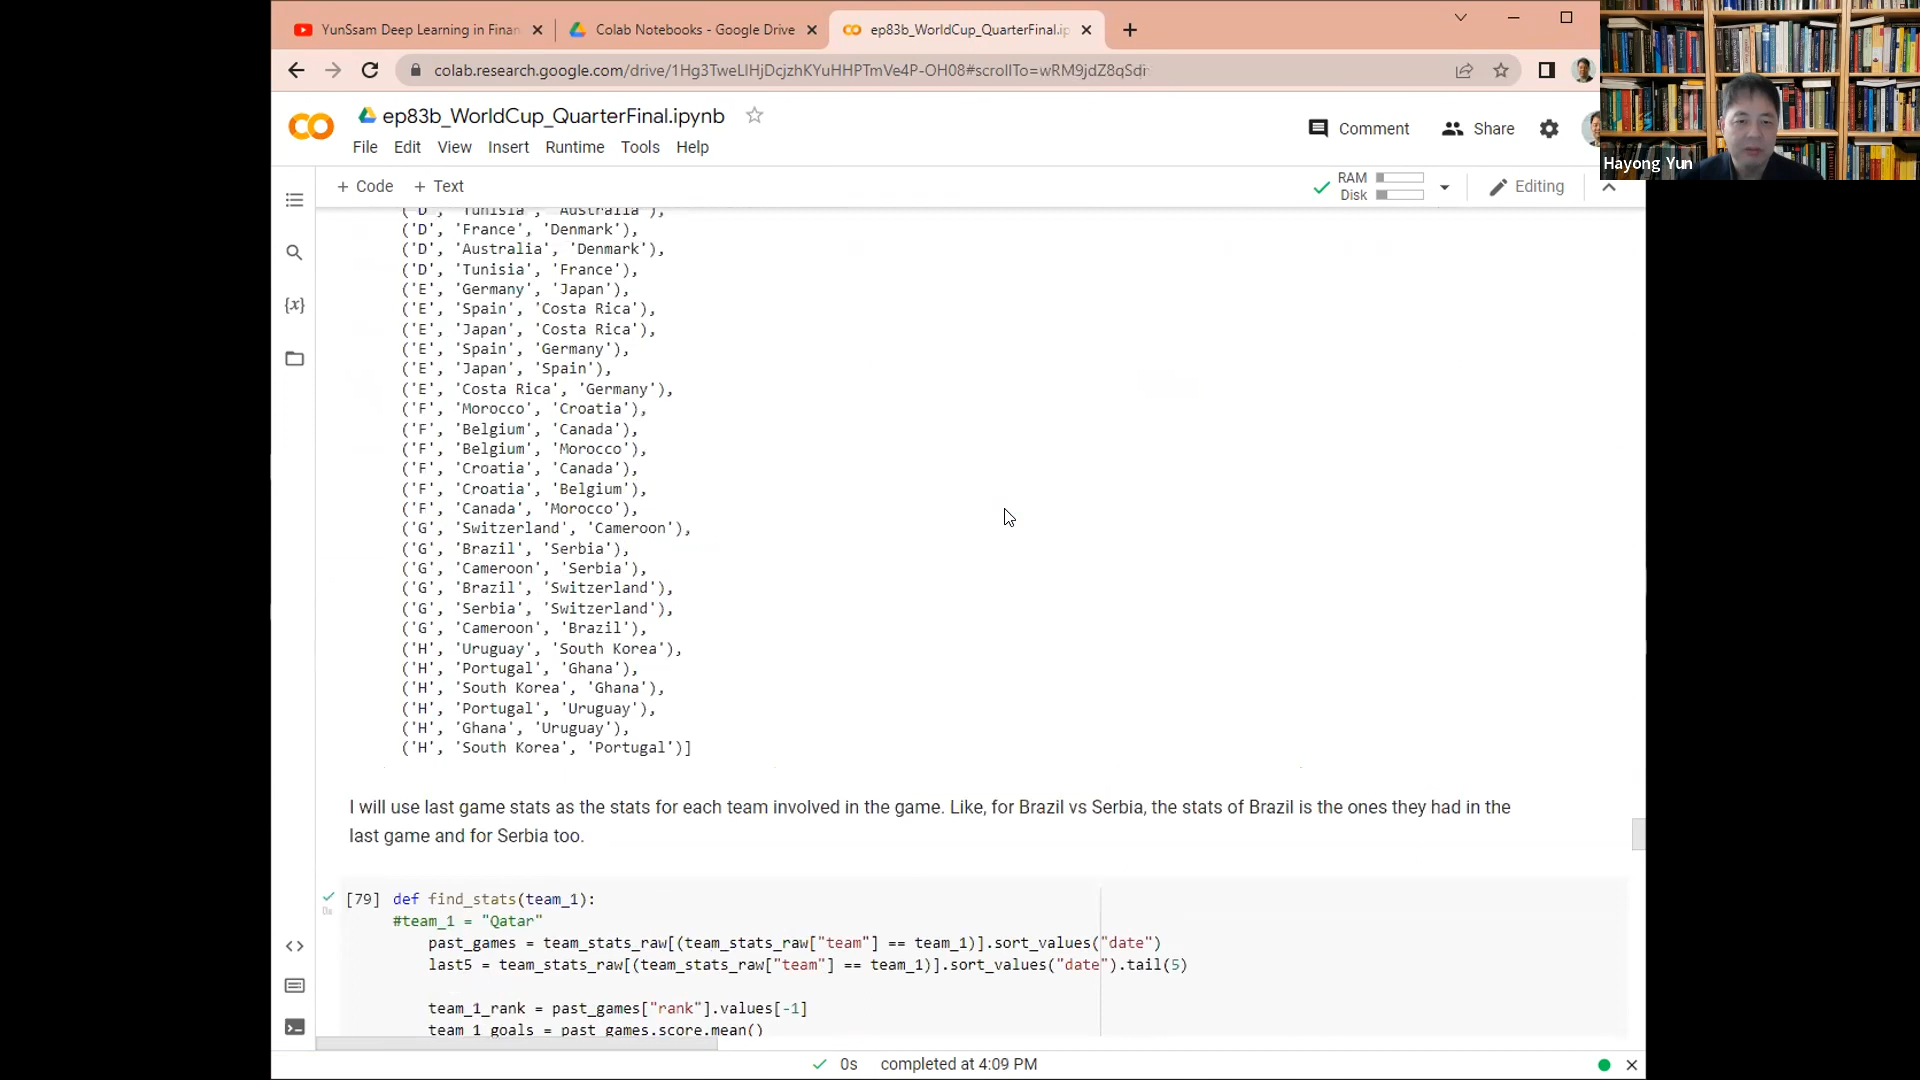 YunSsam Deep Learning in Finan
Colab Notebooks - Google Drive
ep83b_WorldCup_QuarterFinal.ip
colab.research.google.com/drive/1Hg3TweLIHjDcjzhKYuHHPTmVe4P-OH08#scrollTo=wRM9jdZ8qSdi
Hayong Yun
ep83b_WorldCup_QuarterFinal.ipynb
Comment
Share
File Edit View Insert Runtime Tools Help
+ Code + Text
RAM
Disk
Editing
('D', 'Tunisia', 'Australia'),
('D', 'France', 'Denmark'),
('D', 'Australia', 'Denmark'),
('D', 'Tunisia', 'France'),
('E', 'Germany', 'Japan'),
('E', 'Spain', 'Costa Rica'),
('E', 'Japan', 'Costa Rica'),
('E', 'Spain', 'Germany'),
('E', 'Japan', 'Spain'),
('E', 'Costa Rica', 'Germany'),
('F', 'Morocco', 'Croatia'),
('F', 'Belgium', 'Canada'),
('F', 'Belgium', 'Morocco'),
('F', 'Croatia', 'Canada'),
('F', 'Croatia', 'Belgium'),
('F', 'Canada', 'Morocco'),
('G', 'Switzerland', 'Cameroon'),
('G', 'Brazil', 'Serbia'),
('G', 'Cameroon', 'Serbia'),
('G', 'Brazil', 'Switzerland'),
('G', 'Serbia', 'Switzerland'),
('G', 'Cameroon', 'Brazil'),
('H', 'Uruguay', 'South Korea'),
('H', 'Portugal', 'Ghana'),
('H', 'South Korea', 'Ghana'),
('H', 'Portugal', 'Uruguay'),
('H', 'Ghana', 'Uruguay'),
('H', 'South Korea', 'Portugal')]
I will use last game stats as the stats for each team involved in the game. Like, for Brazil vs Serbia, the stats of Brazil is the ones they had in the
last game and for Serbia too.
[79] def find_stats(team_1):
0s
#team_1 = "Qatar"
past_games = team_stats_raw[(team_stats_raw["team"] == team_1)].sort_values("date")
last5 = team_stats_raw[(team_stats_raw["team"] == team_1)].sort_values("date").tail(5)
team_1_rank = past_games["rank"].values[-1]
team_1_goals = past_games.score.mean()
0s completed at 4:09 PM